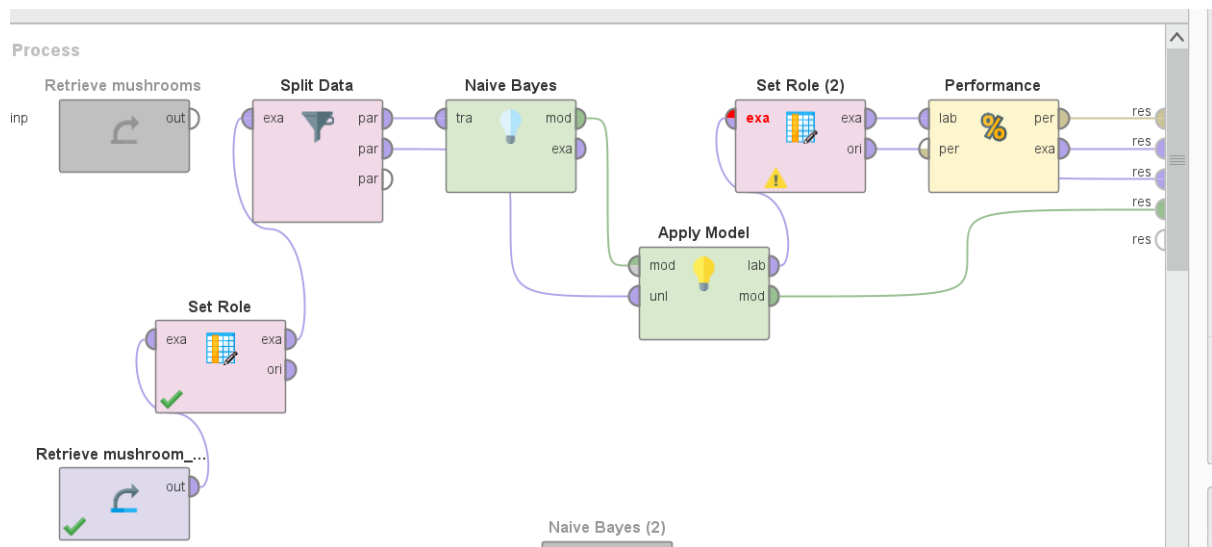 Process
Retrieve mushrooms
inp
out
Split Data
exa
par
par
par
Naive Bayes
tra
mod
exa
Set Role (2)
exa
exa
ori
Performance
lab
per
per
exa
res
res
res
res
res
Apply Model
mod
lab
unl
mod
Set Role
exa
exa
ori
Retrieve mushroom_...
out
Naive Bayes (2)